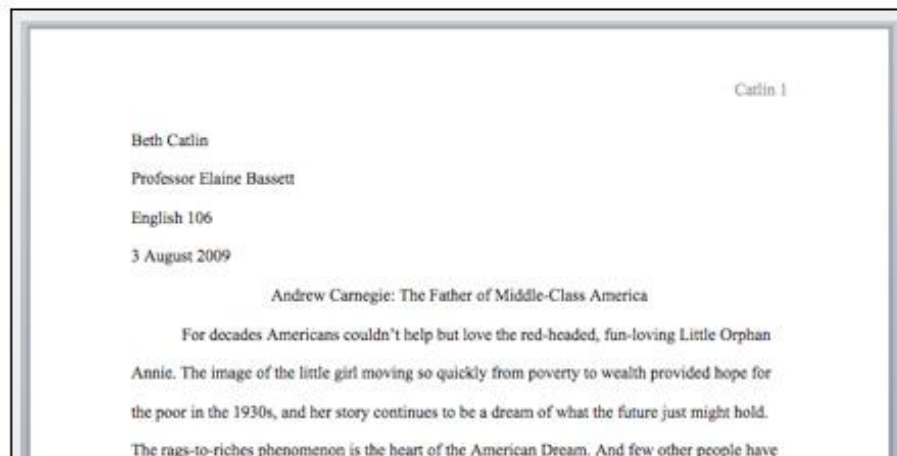 Catlin 1
Beth Catlin
Professor Elaine Bassett
English 106
3 August 2009
Andrew Carnegie: The Father of Middle-Class America
For decades Americans couldn't help but love the red-headed, fun-loving Little Orphan
Annie. The image of the little girl moving so quickly from poverty to wealth provided hope for
the poor in the 1930s, and her story continues to be a dream of what the future just might hold.
The rags-to-riches phenomenon is the heart of the American Dream. And few other people have